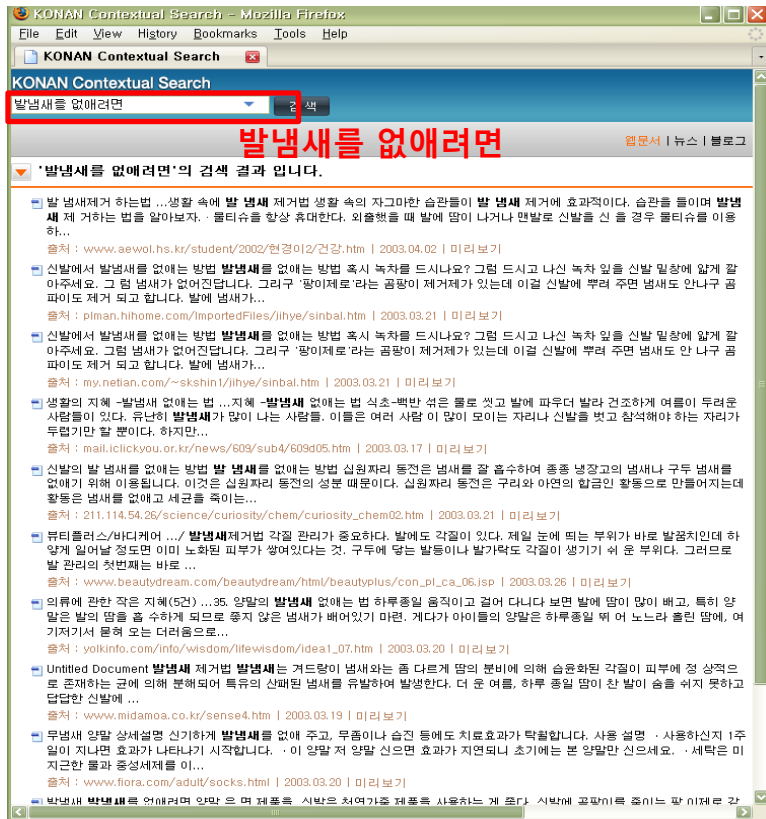 KONAN Contextual Search - Mozilla Firefox
File Edit View History Bookmarks Tools Help
KONAN Contextual Search
KONAN Contextual Search
발냄새를 없애려면
검색
발냄새를 없애려면
웹문서 | 뉴스 | 블로그
'발냄새를 없애려면'의 검색 결과 입니다.
발 냄새제거 하는법 ...생활 속에 발 냄새 제거법 생활 속의 자그마한 습관들이 발 냄새 제거에 효과적이다. 습관을 들이며 발냄
새 제 거하는 법을 알아보자. · 물티슈을 항상 휴대한다. 외출했을 때 발에 땀이 나거나 맨발로 신발을 신 을 경우 물티슈를 이용
하...
출처 : www.aewol.hs.kr/student/2002/현경이2/건강.htm | 2003.04.02 | 미리보기
신발에서 발냄새를 없애는 방법 발냄새를 없애는 방법 혹시 녹차를 드시나요? 그럼 드시고 나신 녹차 잎을 신발 밑창에 얇게 깔
아주세요. 그 럼 냄새가 없어진답니다. 그리구 '팡이제로'라는 곰팡이 제거제가 있는데 이걸 신발에 뿌려 주면 냄새도 안나구 곰
파이도 제거 되고 합니다. 발에 냄새가...
출처 : plman.hihome.com/ImportedFiles/jihye/sinbal.htm | 2003.03.21 | 미리보기
신발에서 발냄새를 없애는 방법 발냄새를 없애는 방법 혹시 녹차를 드시나요? 그럼 드시고 나신 녹차 잎을 신발 밑창에 얇게 깔
아주세요. 그럼 냄새가 없어진답니다. 그리구 '팡이제로'라는 곰팡이 제거제가 있는데 이걸 신발에 뿌려 주면 냄새도 안 나구 곰
파이도 제거 되고 합니다. 발에 냄새가...
출처 : my.netian.com/~skshin1/jihye/sinbal.htm | 2003.03.21 | 미리보기
생활의 지혜 -발냄새 없애는 법 ...지혜 -발냄새 없애는 법 식초-백반 섞은 물로 씻고 발에 파우더 발라 건조하게 여름이 두려운
사람들이 있다. 유난히 발냄새가 많이 나는 사람들. 이들은 여러 사람 이 많이 모이는 자리나 신발을 벗고 참석해야 하는 자리가
두렵기만 할 뿐이다. 하지만...
출처 : mail.iclickyou.or.kr/news/609/sub4/609d05.htm | 2003.03.17 | 미리보기
신발의 발 냄새를 없애는 방법 발 냄새를 없애는 방법 십원짜리 동전은 냄새를 잘 흡수하여 종종 냉장고의 냄새나 구두 냄새를
없애기 위해 이용됩니다. 이것은 십원짜리 동전의 성분 때문이다. 십원짜리 동전은 구리와 아연의 합금인 황동으로 만들어지는데
황동은 냄새를 없애고 세균을 죽이는...
출처 : 211.114.54.26/science/curiosity/chem/curiosity_chem02.htm | 2003.03.21 | 미리보기
뷰티플러스/바디케어 .../ 발냄새제거법 각질 관리가 중요하다. 발에도 각질이 있다. 제일 눈에 띄는 부위가 바로 발꿈치인데 하
얗게 일어날 정도면 이미 노화된 피부가 쌓여있다는 것. 구두에 닿는 발등이나 발가락도 각질이 생기기 쉬 운 부위다. 그러므로
발 관리의 첫번째는 바로 ...
출처 : www.beautydream.com/beautydream/html/beautyplus/con_pl_ca_06.jsp | 2003.03.26 | 미리보기
의류에 관한 작은 지혜(5건) ...35. 양말의 발냄새 없애는 법 하루종일 움직이고 걸어 다니다 보면 발에 땀이 많이 배고, 특히 양
말은 발의 땀을 흡 수하게 되므로 좋지 않은 냄새가 배어있기 마련. 게다가 아이들의 양말은 하루종일 뛰 어 노느라 흘린 땀에, 여
기저기서 묻혀 오는 더러움으로...
출처 : yolkinfo.com/info/wisdom/lifewisdom/idea1_07.htm | 2003.03.20 | 미리보기
Untitled Document 발냄새 제거법 발냄새는 겨드랑이 냄새와는 좀 다르게 땀의 분비에 의해 습윤화된 각질이 피부에 정 상적으
로 존재하는 균에 의해 분해되어 특유의 산패된 냄새를 유발하여 발생한다. 더 운 여름, 하루 종일 땀이 찬 발이 숨을 쉬지 못하고
답답한 신발에 ...
출처 : www.midamoa.co.kr/sense4.htm | 2003.03.19 | 미리보기
무냄새 양말 상세설명 신기하게 발냄새를 없애 주고, 무좀이나 습진 등에도 치료효과가 탁월합니다. 사용 설명 · 사용하신지 1주
일이 지나면 효과가 나타나기 시작합니다. · 이 양말 저 양말 신으면 효과가 지연되니 초기에는 본 양말만 신으세요. · 세탁은 미
지근한 물과 중성세제를 이...
출처 : www.fiora.com/adult/socks.html | 2003.03.20 | 미리보기
발냄새 발냄새를 없애려면 양말 은 면 제품을, 신발은 천연가죽 제품을 사용하는 게 좋다. 신발에 곰팡이를 죽이는 팡 이제로 같